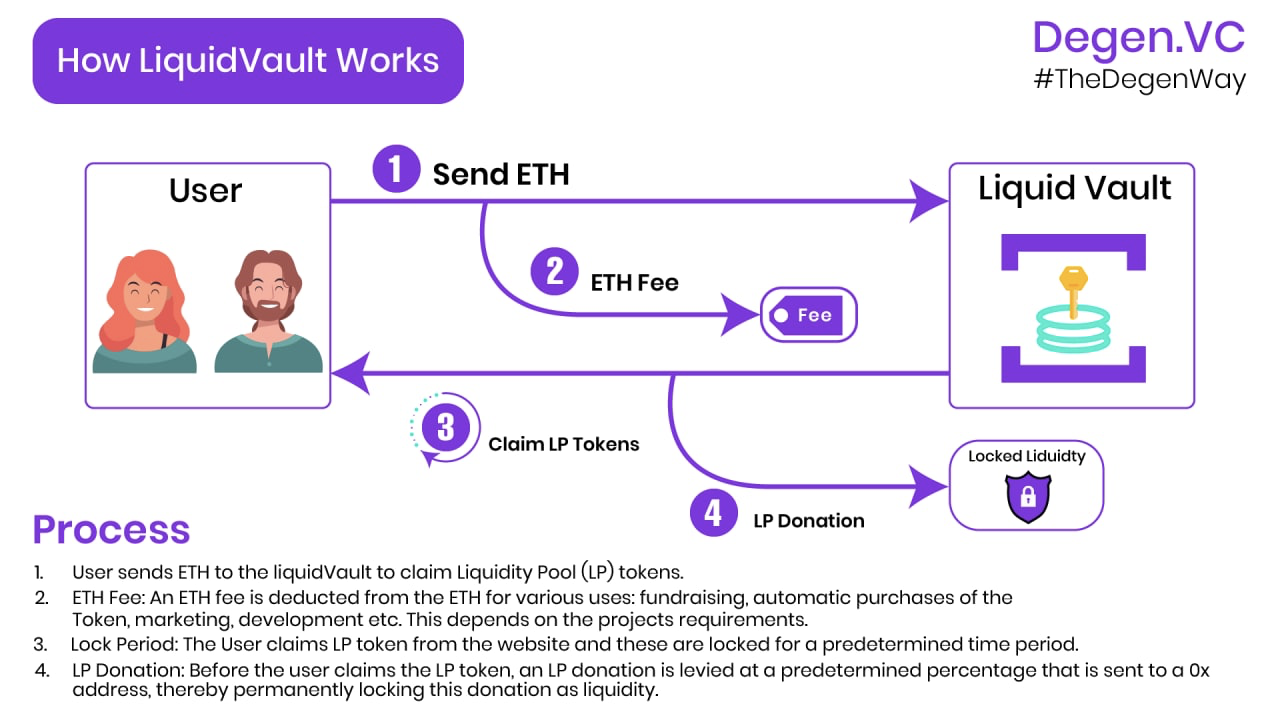 How LiquidVault Works
Degen.VC
#TheDegenWay
User
1 Send ETH
Liquid Vault
2 ETH Fee
Fee
3 Claim LP Tokens
Locked Liduidty
4 LP Donation
Process
1. User sends ETH to the liquidVault to claim Liquidity Pool (LP) tokens.
2. ETH Fee: An ETH fee is deducted from the ETH for various uses: fundraising, automatic purchases of the
Token, marketing, development etc. This depends on the projects requirements.
3. Lock Period: The User claims LP token from the website and these are locked for a predetermined time period.
4. LP Donation: Before the user claims the LP token, an LP donation is levied at a predetermined percentage that is sent to a 0x
address, thereby permanently locking this donation as liquidity.